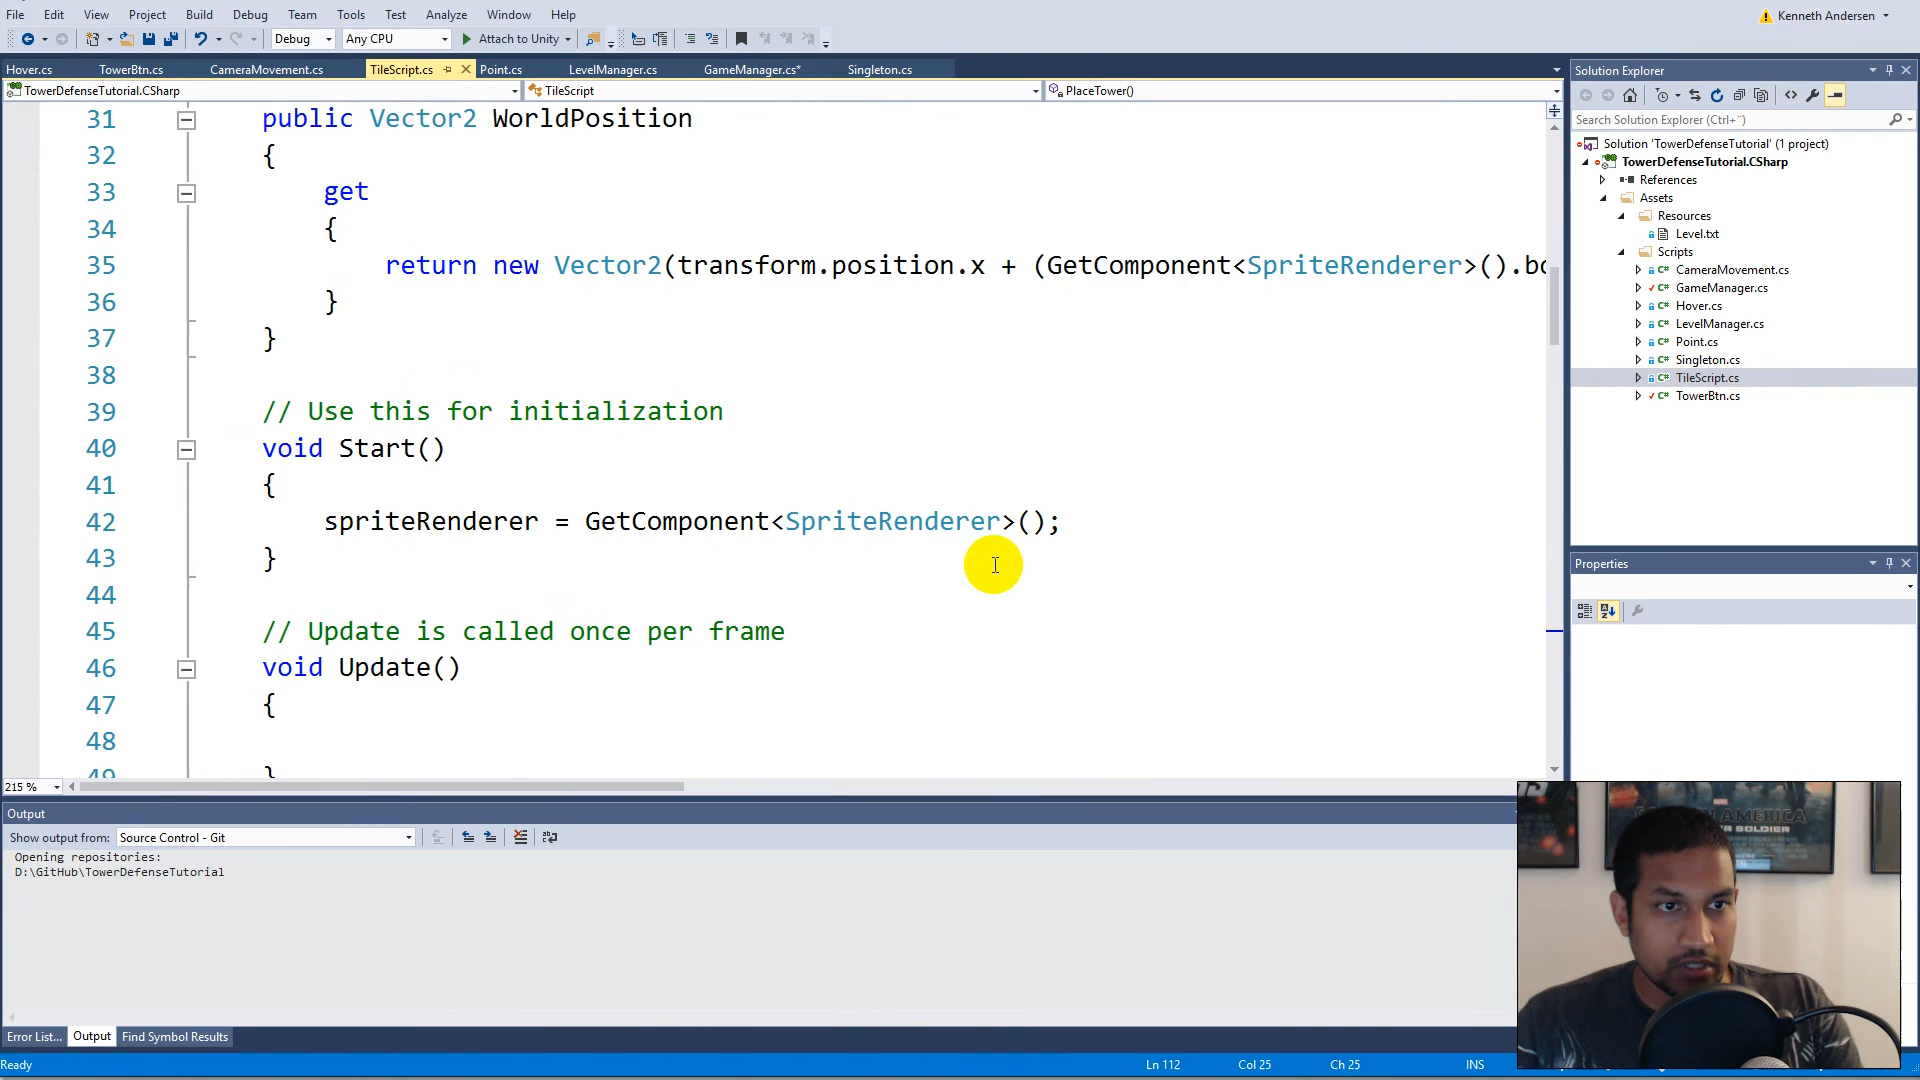 File Edit View Project Build Debug Team Tools Test Analyze Window Help
Kenneth Andersen
Debug Any CPU Attach to Unity
Hover.cs TowerBtn.cs CameraMovement.cs TileScript.cs Point.cs LevelManager.cs GameManager.cs* Singleton.cs
TowerDefenseTutorial.CSharp TileScript PlaceTower()
31 public Vector2 WorldPosition
32 {
33 get
34 {
35 return new Vector2(transform.position.x + (GetComponent<SpriteRenderer>().bo
36 }
37 }
38
39 // Use this for initialization
40 void Start()
41 {
42 spriteRenderer = GetComponent<SpriteRenderer>();
43 }
44
45 // Update is called once per frame
46 void Update()
47 {
48
49 }
215 %
Output
Show output from: Source Control - Git
Opening repositories:
D:\GitHub\TowerDefenseTutorial
Error List... Output Find Symbol Results
Ready Ln 112 Col 25 Ch 25 INS
Solution Explorer
Search Solution Explorer (Ctrl+¨)
Solution 'TowerDefenseTutorial' (1 project)
TowerDefenseTutorial.CSharp
References
Assets
Resources
Level.txt
Scripts
CameraMovement.cs
GameManager.cs
Hover.cs
LevelManager.cs
Point.cs
Singleton.cs
TileScript.cs
TowerBtn.cs
Properties
MARVEL
AMERICA
R SOLDIER